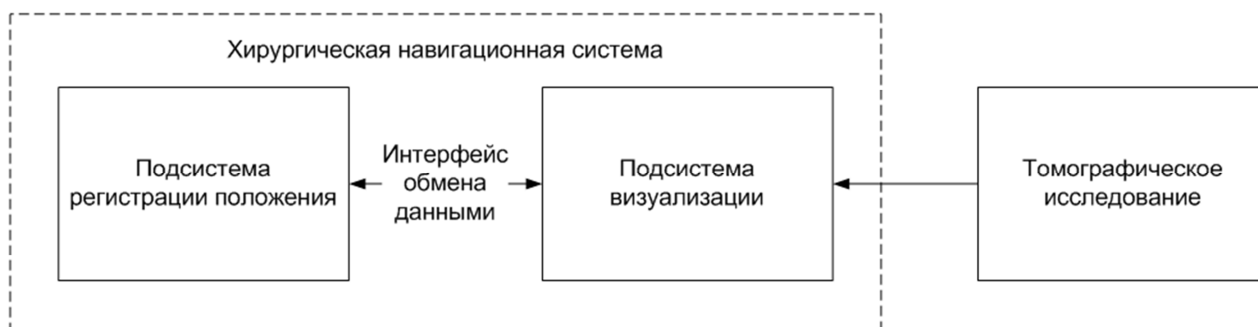 Хирургическая навигационная система
Подсистема
регистрации положения
Интерфейс
обмена
данными
Подсистема
визуализации
Томографическое
исследование